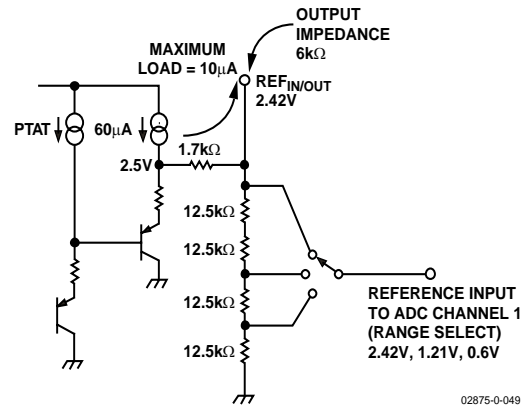 OUTPUT
IMPEDANCE
6kΩ
MAXIMUM
LOAD = 10μA
REFIN/OUT
2.42V
PTAT
60μA
1.7kΩ
2.5V
12.5kΩ
12.5kΩ
12.5kΩ
12.5kΩ
REFERENCE INPUT
TO ADC CHANNEL 1
(RANGE SELECT)
2.42V, 1.21V, 0.6V
02875-0-049